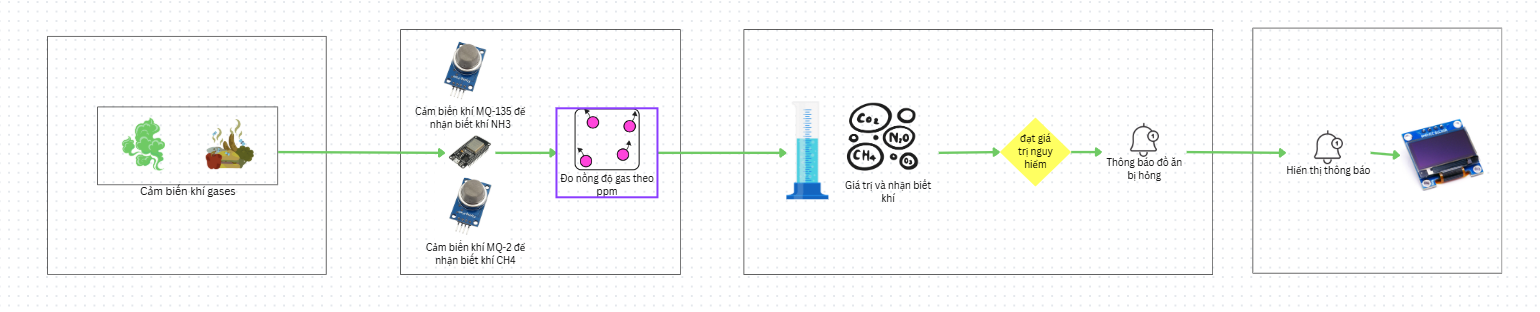 Cảm biến khí gases
Cảm biến khí MQ-135 để
nhận biết khí NH3
Cảm biến khí MQ-2 để
nhận biết khí CH4
Đo nồng độ gas theo
ppm
CO2
N2O
CH4
O3
Giá trị và nhận biết
khí
đạt giá
trị nguy
hiểm
1
Thông báo đồ ăn
bị hỏng
1
Hiển thị thông báo